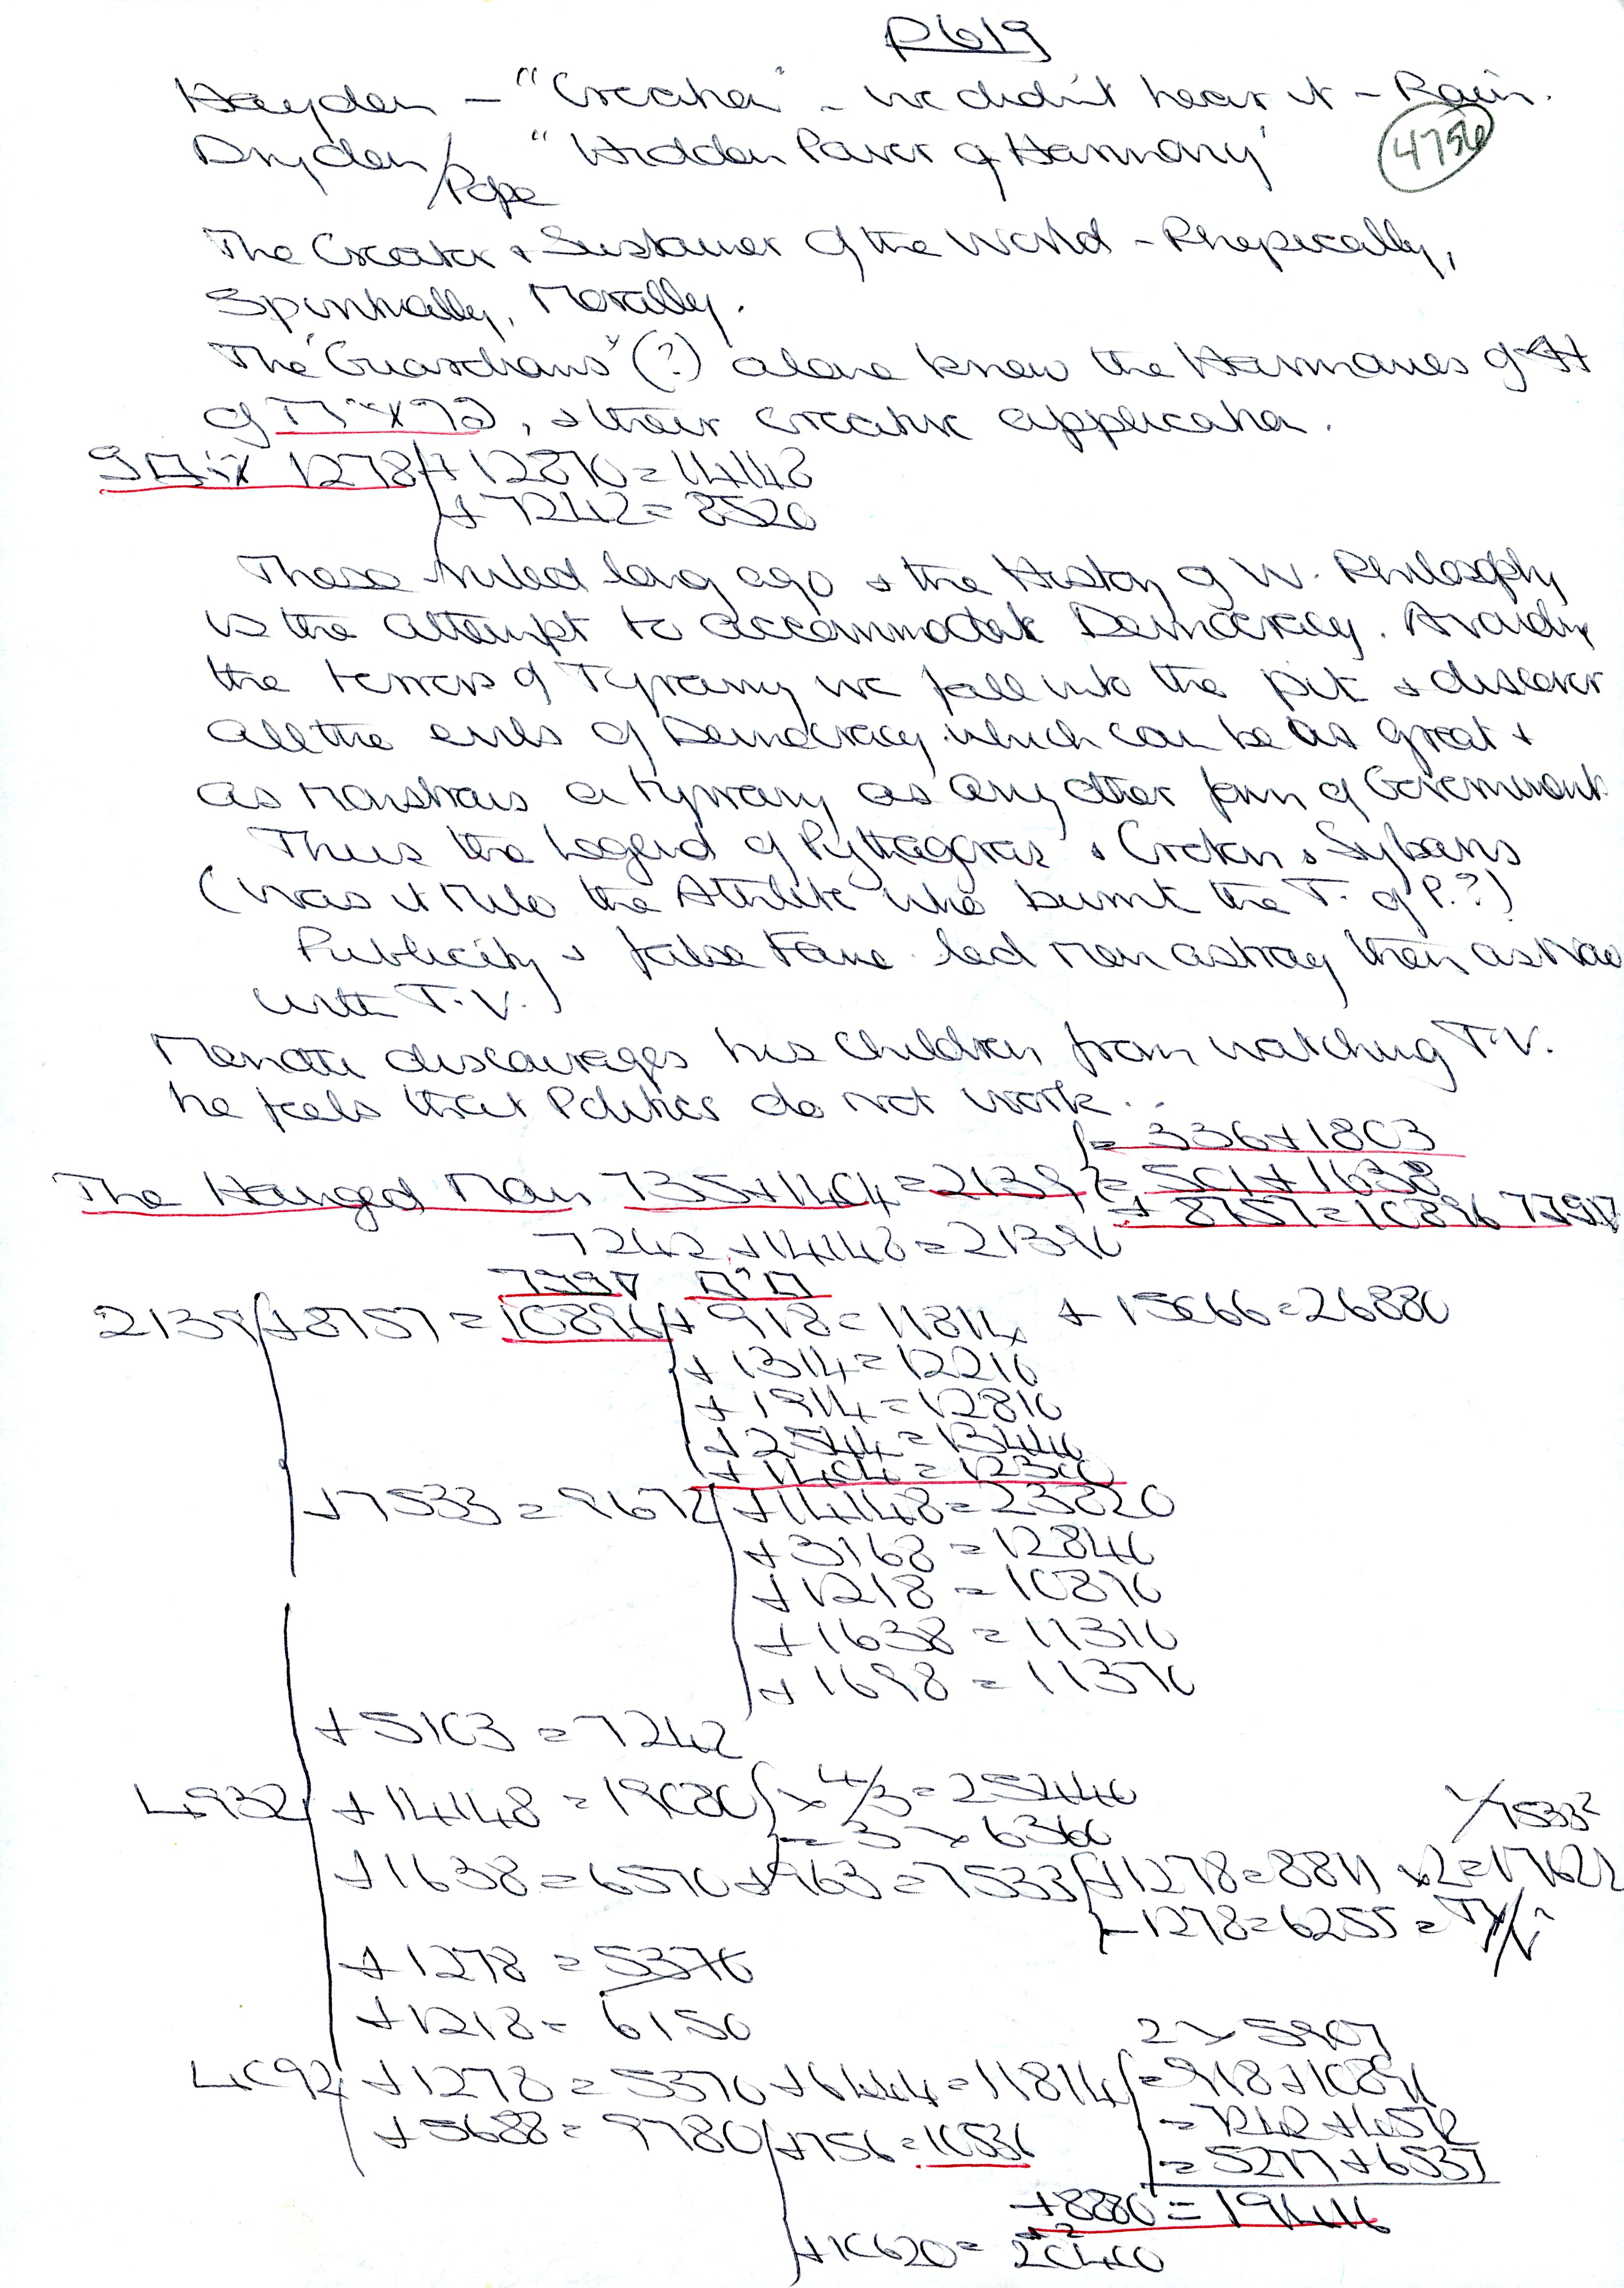 P619
Hayden - "Creation" - we didn't hear it - Rain.
4756
Dryden/Pope "Hidden Power of Harmony"
The Creator + Sustainer of the World - Physically,
Spiritually, Morally.
The "Guardians" (?) alone knew the Harmonies of
of , + their creative application.
1278 + 12870 = 14148
+ 7242 = 8520
These ruled long ago + the History of W. Philosophy
is the attempt to accommodate Democracy. Avoiding
the terrors of Tyranny we fall into the pit + discover
all the evils of Democracy which can be as great +
as monstrous a tyranny as any other form of Government
Thus the Legend of Pythagoras + Croton + Sybaris
(was it Milo the Athlete who burnt the T. of P.?)
Publicity + false Fame led men astray then as Now
with T.V.
Menotti discourages his children from watching T.V.
he feels that Politics do not work.
= 336 + 1803
The Hanged Man 735 + 1404 = 2139 = 501 + 1638
+ 8757 = 10896
7242 + 14148 = 21390
2139 + 8757 = 10896 + 918 = 11814 + 15066 = 26880
+ 1314 = 12210
+ 1914 = 12810
+ 2544 = 13440
+ 1404 = 12300
+ 7533 = 9672 + 14148 = 23820
+ 3168 = 12840
+ 1218 = 10890
+ 1638 = 11310
+ 1698 = 11370
+ 5103 = 7242
4932 + 14148 = 19080 x 4/3 = 25440
= 3 x 6360
+ 1638 = 6570 + 963 = 7533 + 1278 = 8811 x 2 = 17622
- 1278 = 6255 =
+ 1278 = 5370
+ 1218 = 6150
2 x 5907
4092 + 1278 = 5370 + 6444 = 11814 = 918 + 10896
= 7242 + 4572
+ 5688 = 9780 + 756 = 10536
= 5277 + 6537
+ 8880 = 19416
+ 10620 = 20400